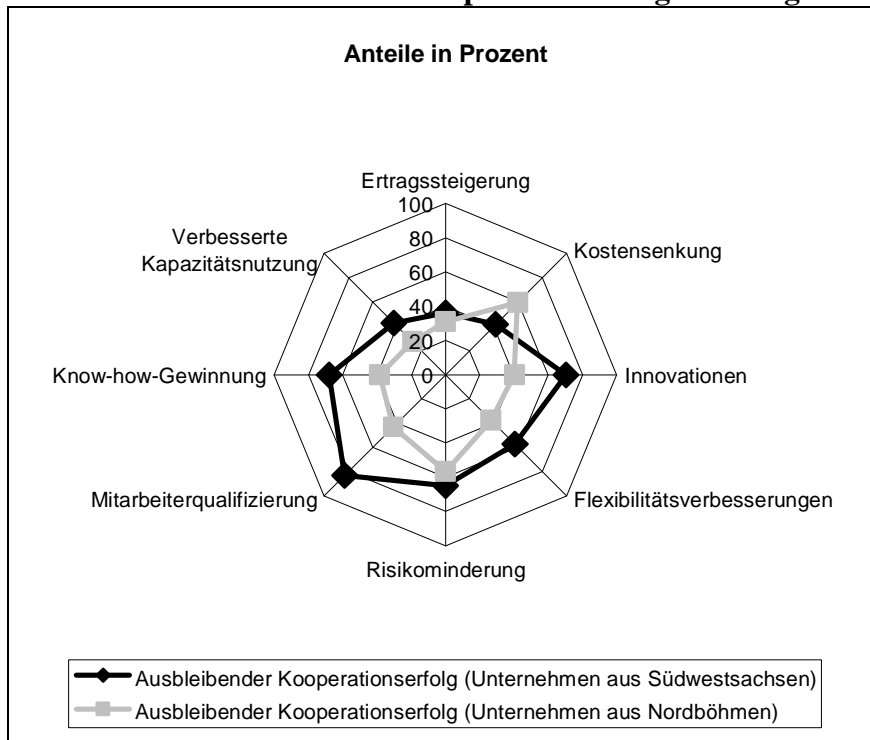 Anteile in Prozent
Ertragssteigerung
100
Verbesserte
Kapazitätsnutzung
80
Kostensenkung
60
40
20
Know-how-Gewinnung
0
Innovationen
Mitarbeiterqualifizierung
Flexibilitätsverbesserungen
Risikominderung
Ausbleibender Kooperationserfolg (Unternehmen aus Südwestsachsen)
Ausbleibender Kooperationserfolg (Unternehmen aus Nordböhmen)